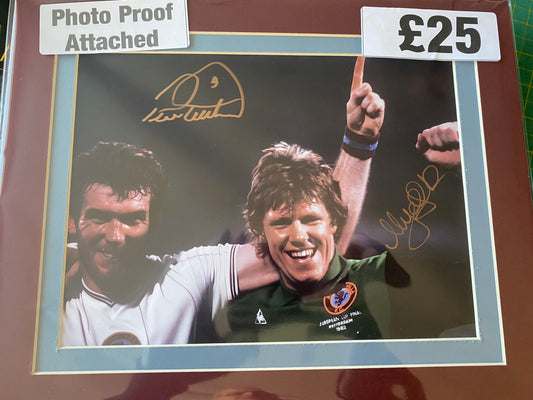 Photo Proof
Attached
£25
EUROPEAN CUP FINAL
ROTTERDAM
1982